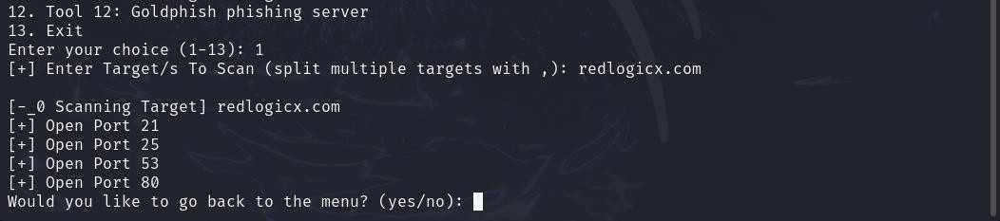 12. Tool 12: Goldphish phishing server
13. Exit
Enter your choice (1-13): 1
[+] Enter Target/s To Scan (split multiple targets with ,): redlogicx.com
[-_0 Scanning Target] redlogicx.com
[+] Open Port 21
[+] Open Port 25
[+] Open Port 53
[+] Open Port 80
Would you like to go back to the menu? (yes/no):